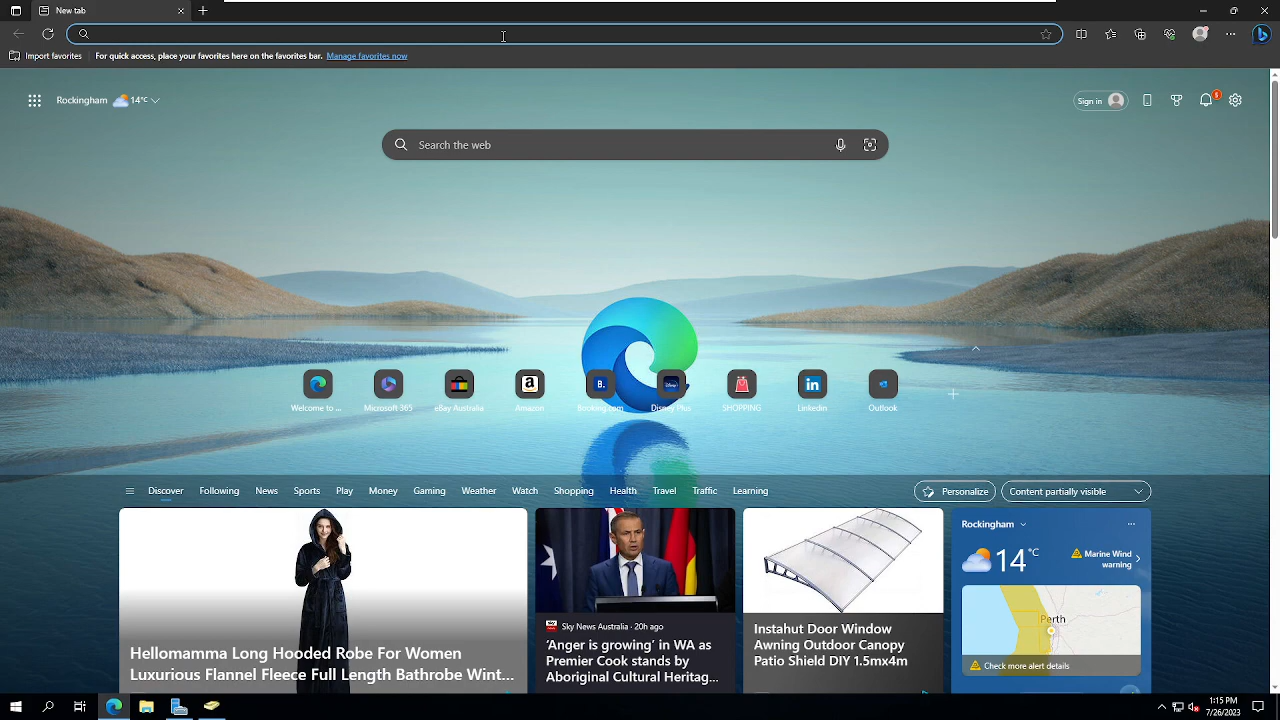 New tab
Import favorites
For quick access, place your favorites here on the favorites bar. Manage favorites now
Rockingham 14°C
Sign in
Search the web
Welcome to ...
Microsoft 365
eBay Australia
Amazon
B.
Booking.com
Disney+
Disney Plus
SHOPPING
in
Linkedin
Outlook
Discover
Following
News
Sports
Play
Money
Gaming
Weather
Watch
Shopping
Health
Travel
Traffic
Learning
Personalize
Content partially visible
Hellomamma Long Hooded Robe For Women
Luxurious Flannel Fleece Full Length Bathrobe Wint...
Sky News Australia · 20h ago
'Anger is growing' in WA as
Premier Cook stands by
Aboriginal Cultural Heritag...
Instahut Door Window
Awning Outdoor Canopy
Patio Shield DIY 1.5mx4m
Rockingham
14 °C
Marine Wind
warning
Perth
Check more alert details
1:15 PM
7/26/2023